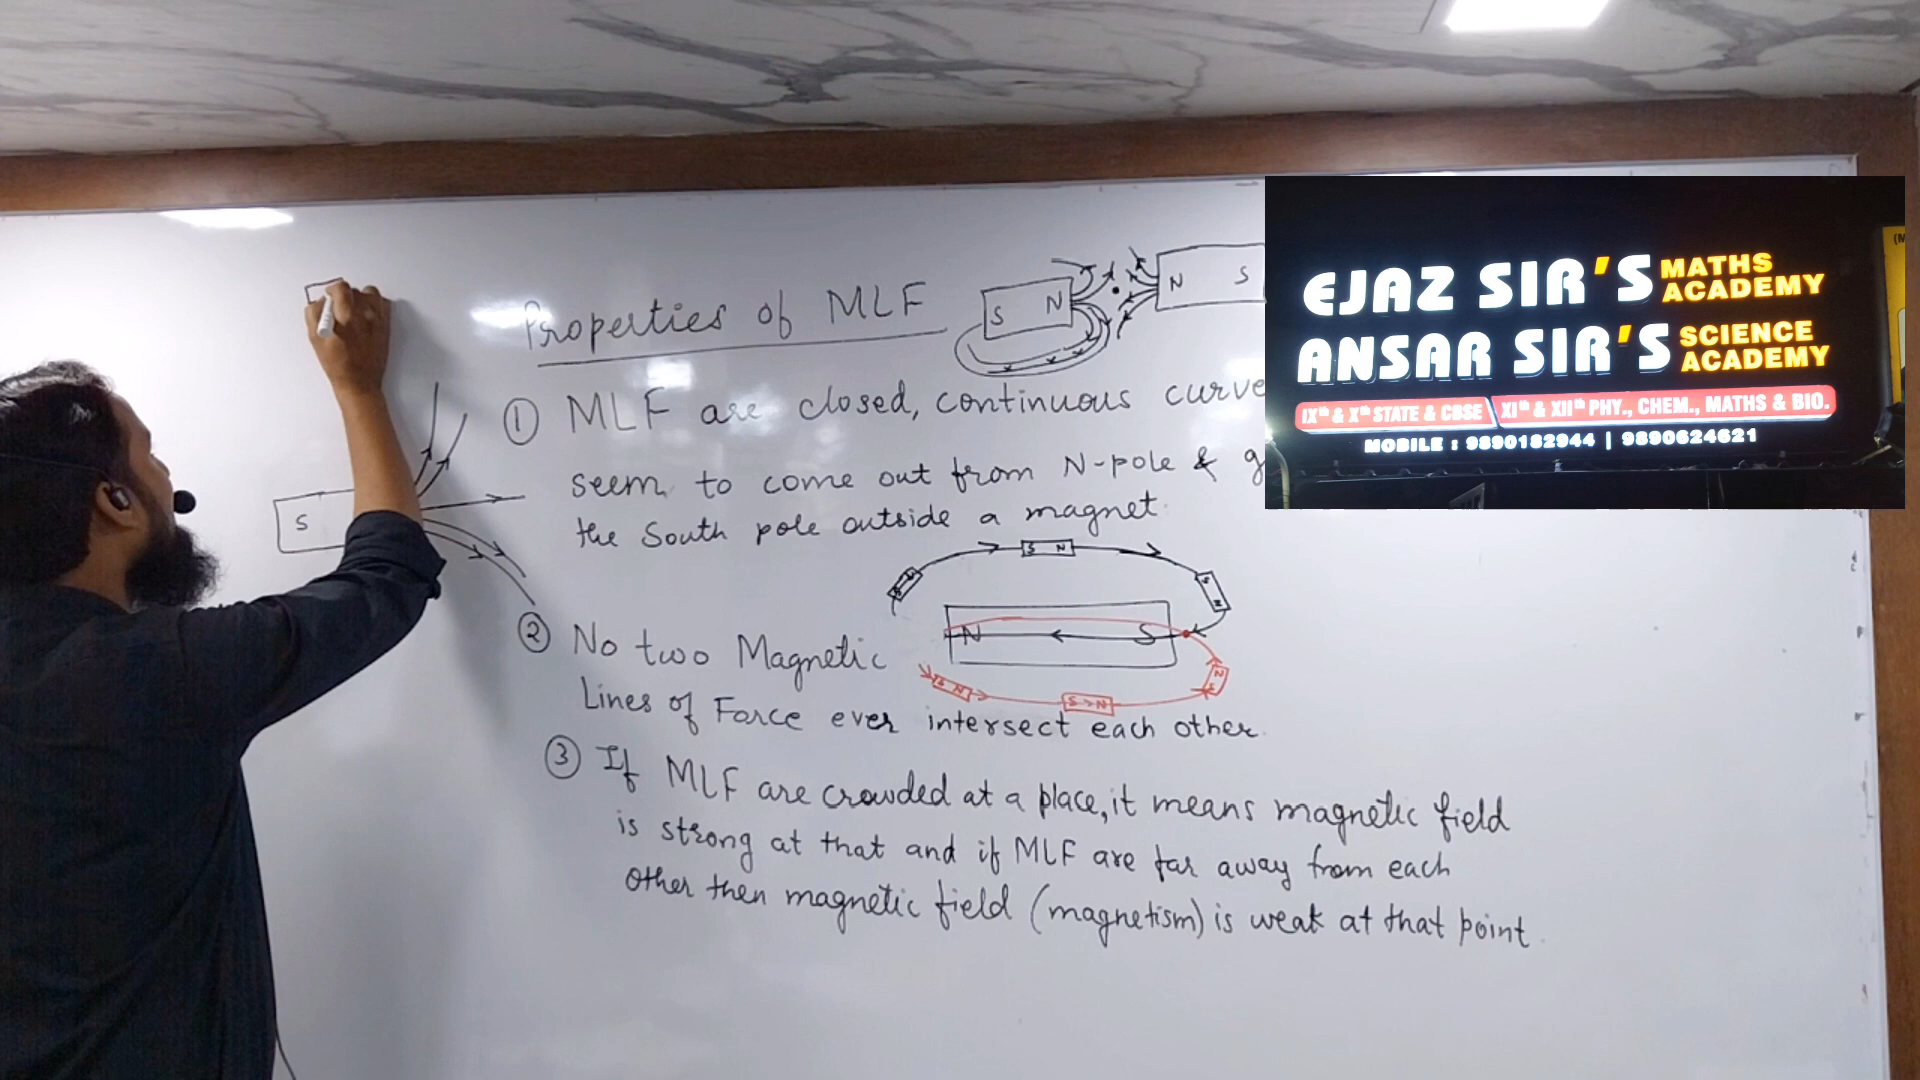 Properties of MLF
S N
N S
① MLF are closed, continuous curve
seem to come out from N-pole &
the South pole outside a magnet.
S
S N
N S
② No two Magnetic
S N
S > N
Lines of Force ever intersect each other.
③ If MLF are crowded at a place, it means magnetic field
is strong at that and if MLF are far away from each
other then magnetic field (magnetism) is weak at that point.
EJAZ SIR'S MATHS ACADEMY
ANSAR SIR'S SCIENCE ACADEMY
IXth & Xth STATE & CBSE XIth & XIIth PHY., CHEM., MATHS & BIO.
MOBILE : 9890182944 | 9890624621